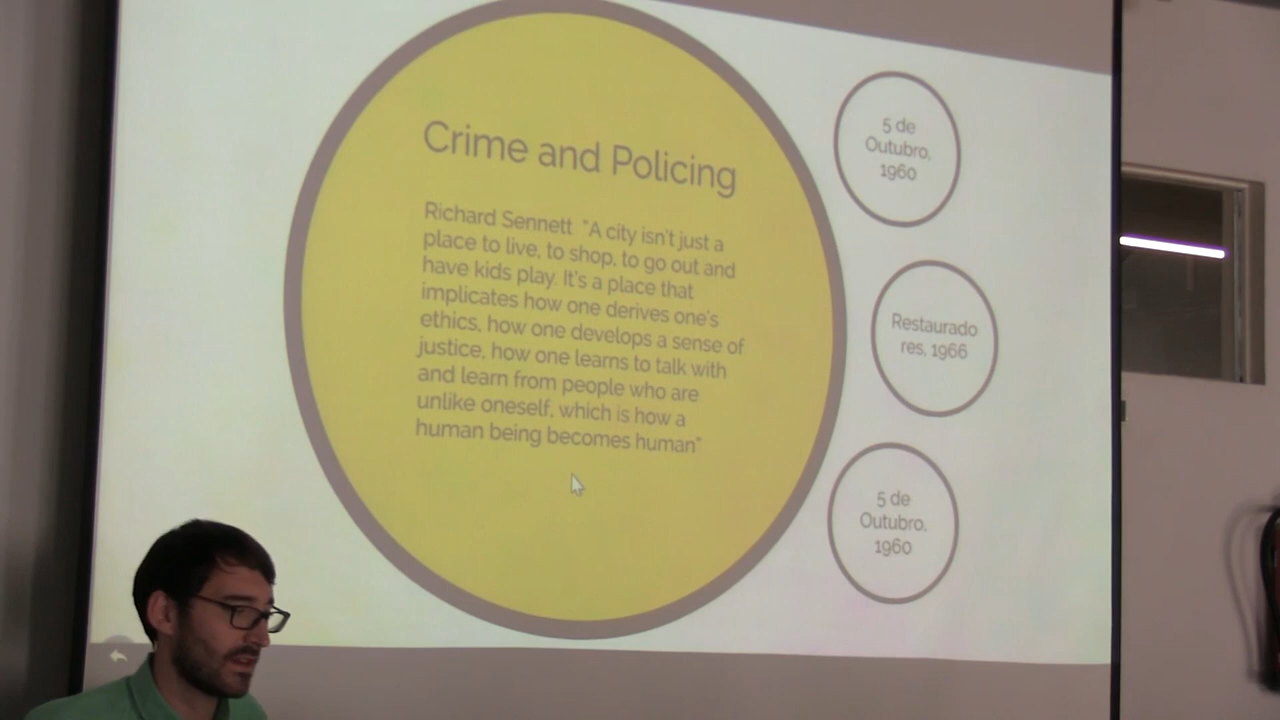 Crime and Policing
Richard Sennett "A city isn't just a
place to live, to shop, to go out and
have kids play. It's a place that
implicates how one derives one's
ethics, how one develops a sense of
justice, how one learns to talk with
and learn from people who are
unlike oneself, which is how a
human being becomes human"
5 de
Outubro,
1960
Restaurado
res, 1966
5 de
Outubro,
1960